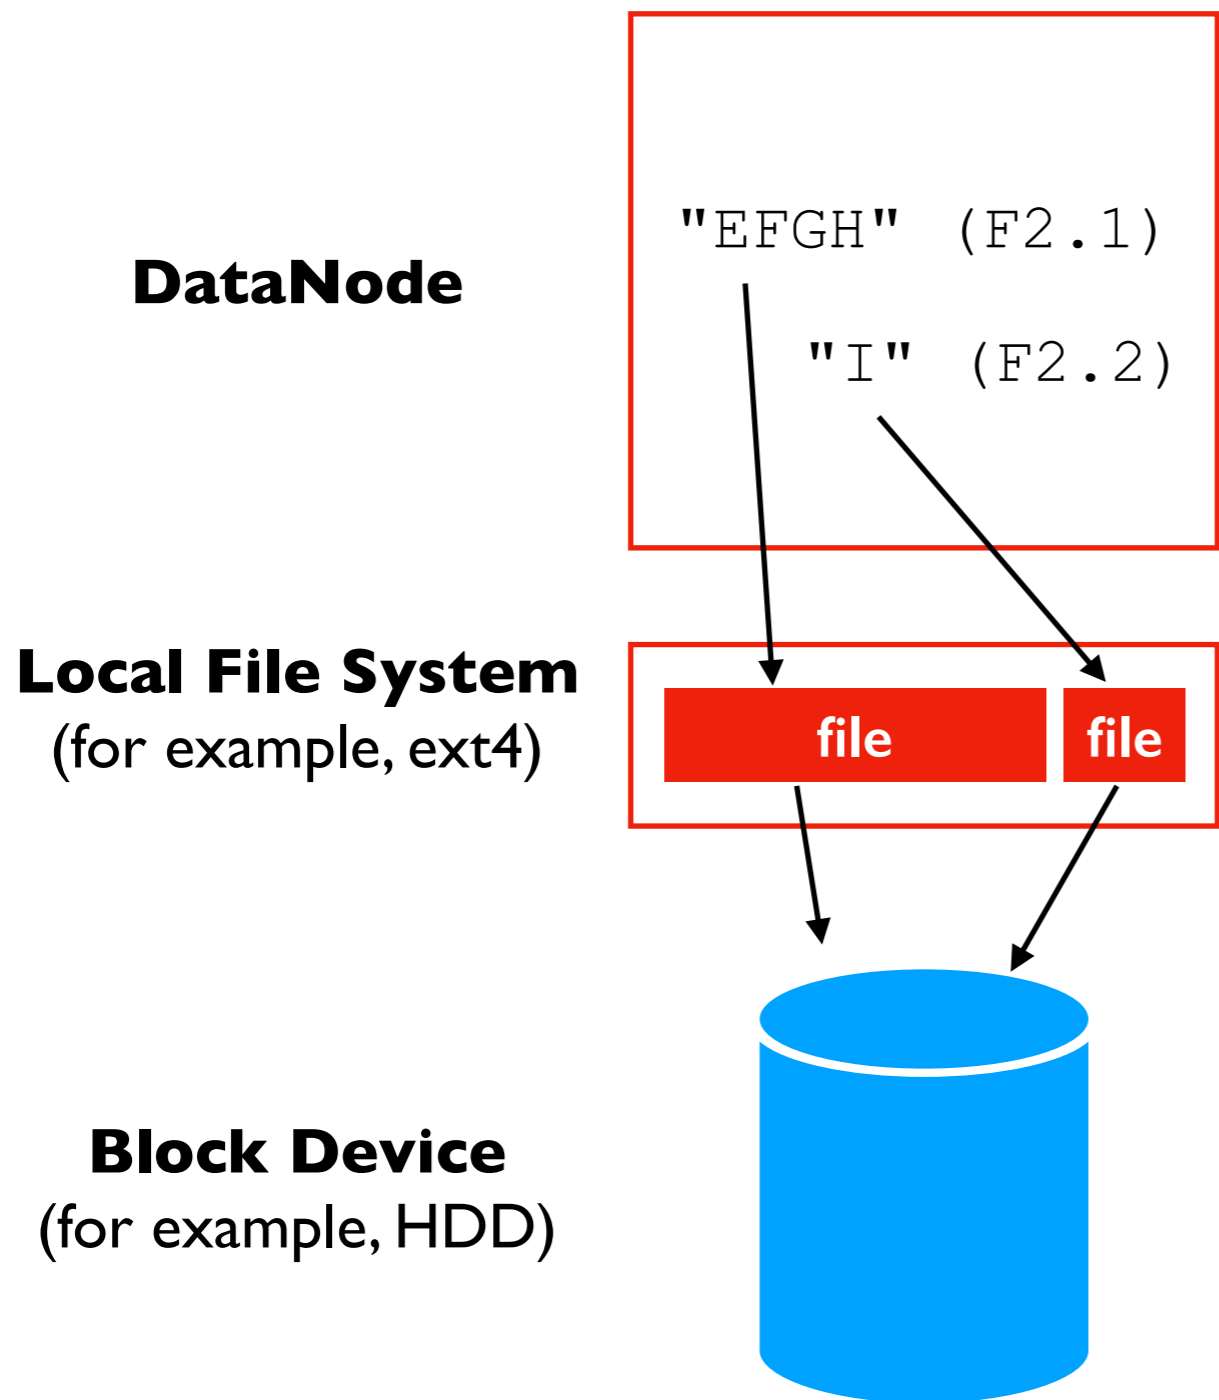 "EFGH" (F2.1)
DataNode
"I" (F2.2)
Local File System
(for example, ext4)
file
file
Block Device
(for example, HDD)